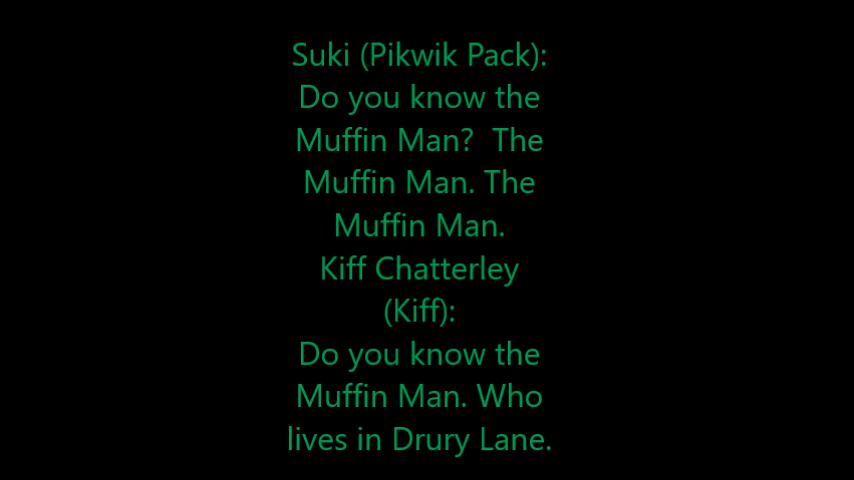 Suki (Pikwik Pack):
Do you know the
Muffin Man?  The
Muffin Man. The
Muffin Man.
Kiff Chatterley
(Kiff):
Do you know the
Muffin Man. Who
lives in Drury Lane.